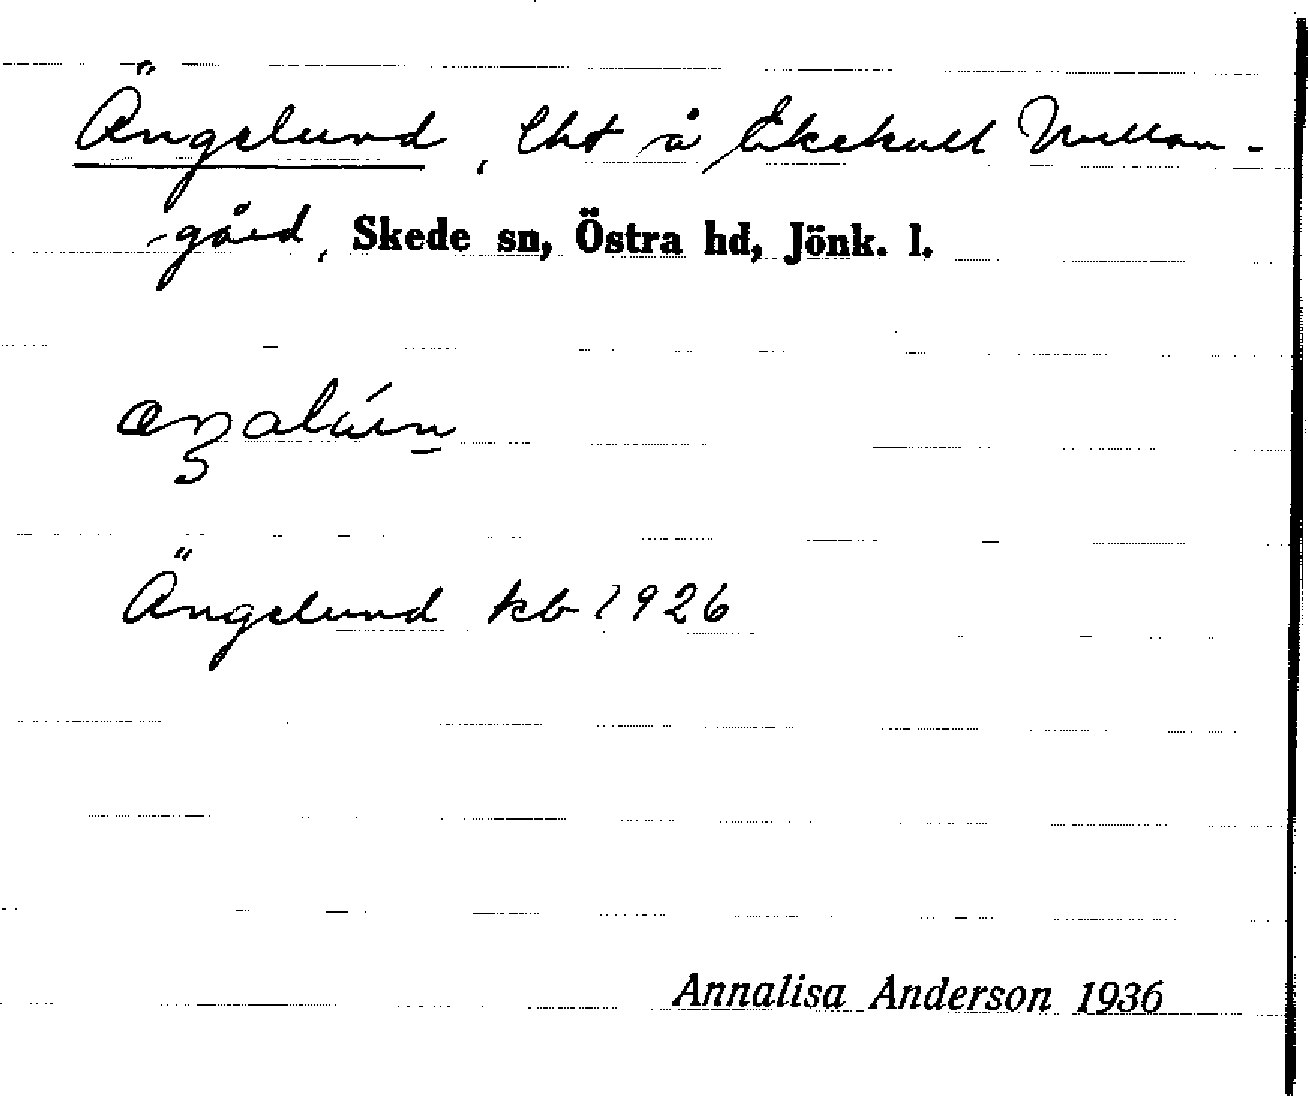 Ängelund, lht å Ekekull Mellan-
-gård, Skede sn, Östra hd, Jönk. l.
Ängelund kb 1926
Annalisa Anderson 1936